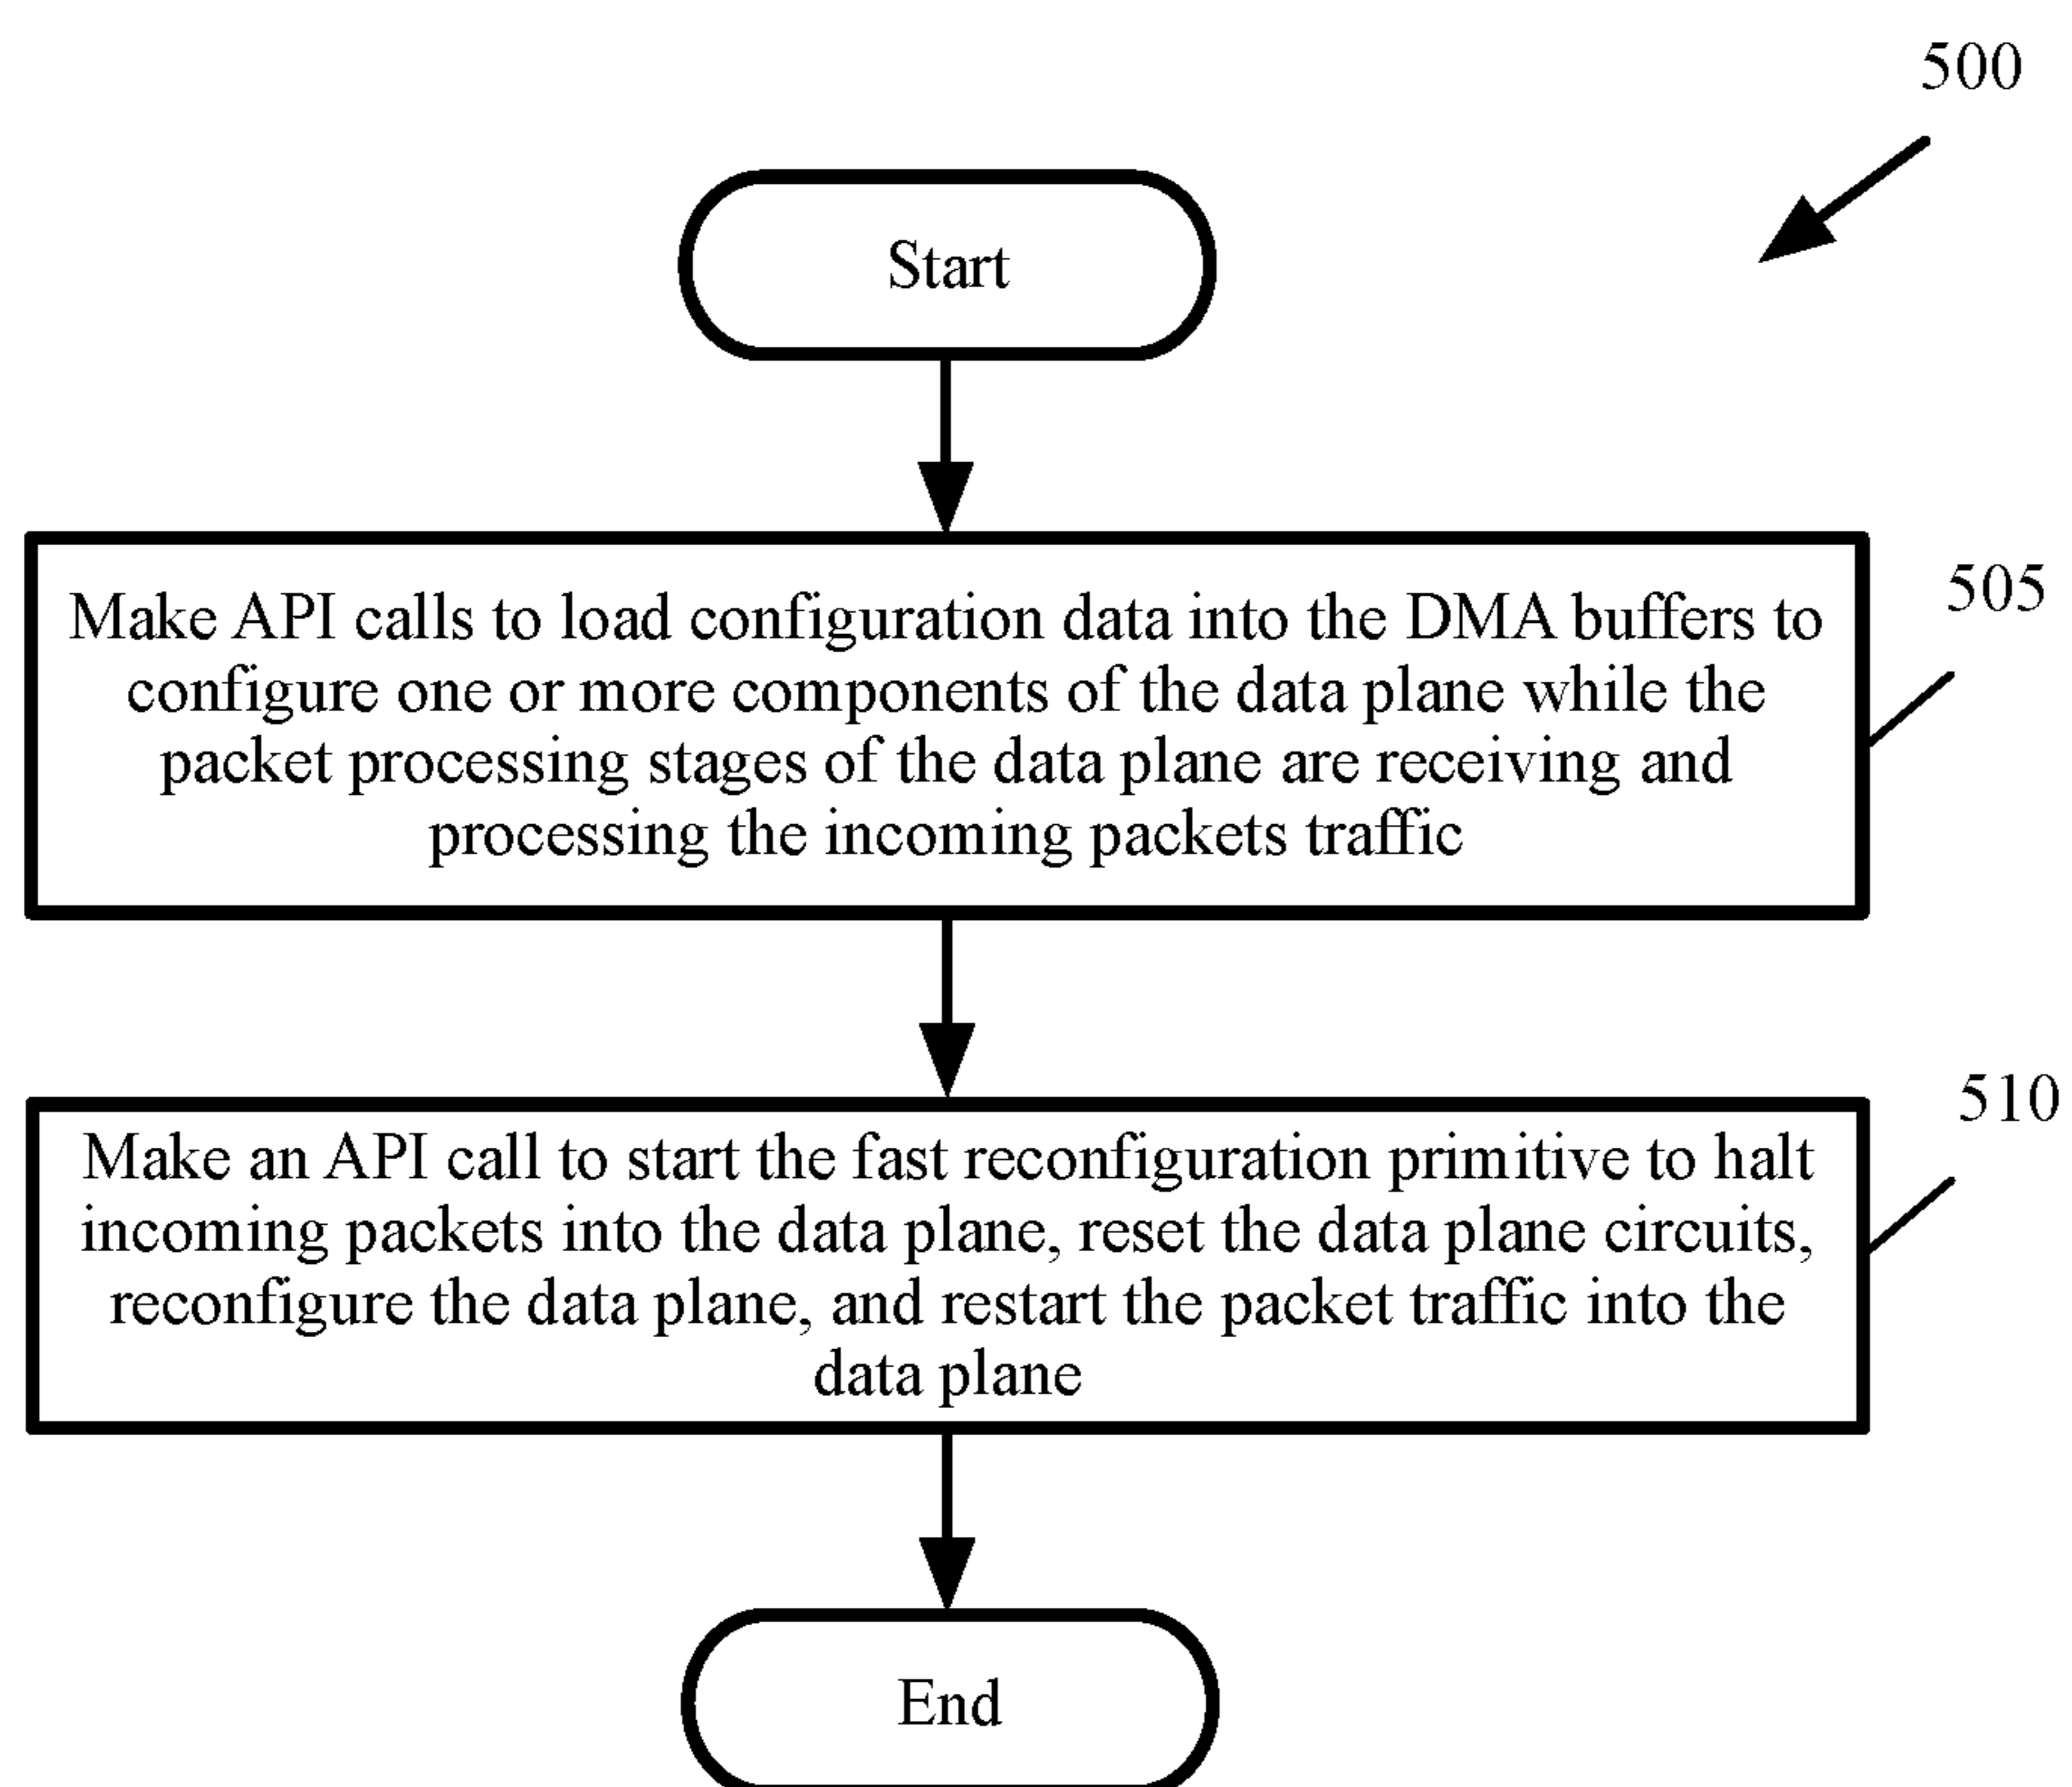 500
Start
Make API calls to load configuration data into the DMA buffers to
configure one or more components of the data plane while the
packet processing stages of the data plane are receiving and
processing the incoming packets traffic
505
Make an API call to start the fast reconfiguration primitive to halt
incoming packets into the data plane, reset the data plane circuits,
reconfigure the data plane, and restart the packet traffic into the
data plane
510
End